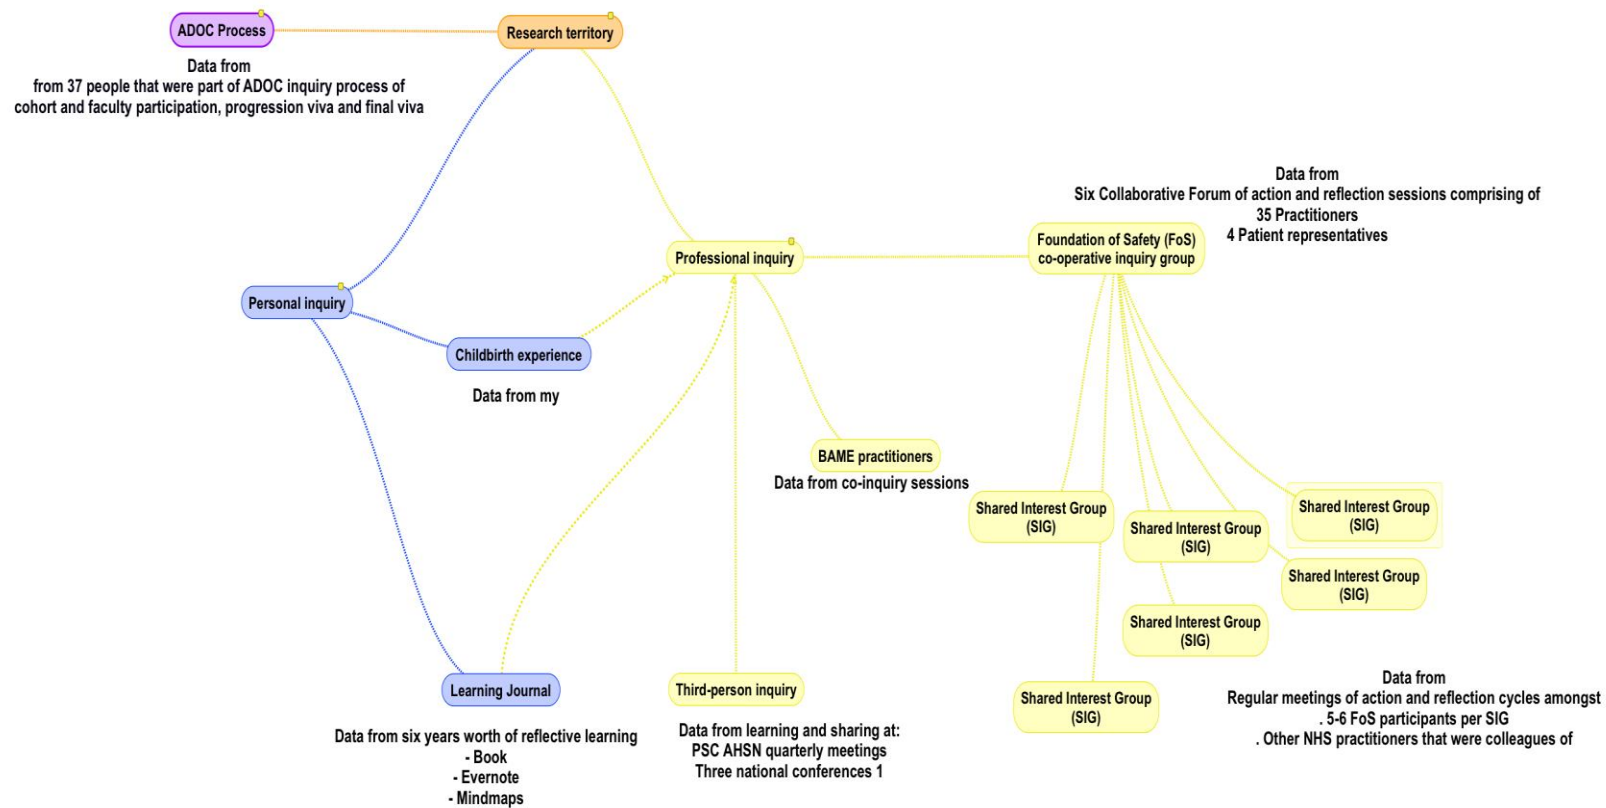 ADOC Process
Research territory
Data from
from 37 people that were part of ADOC inquiry process of
cohort and faculty participation, progression viva and final viva
Data from
Six Collaborative Forum of action and reflection sessions comprising of
35 Practitioners
4 Patient representatives
Professional inquiry
Foundation of Safety (FoS)
co-operative inquiry group
Personal inquiry
Childbirth experience
Data from my
BAME practitioners
Data from co-inquiry sessions
Shared Interest Group
(SIG)
Shared Interest Group
(SIG)
Shared Interest Group
(SIG)
Shared Interest Group
(SIG)
Shared Interest Group
(SIG)
Shared Interest Group
(SIG)
Learning Journal
Data from six years worth of reflective learning
- Book
- Evernote
- Mindmaps
Third-person inquiry
Data from learning and sharing at:
PSC AHSN quarterly meetings
Three national conferences 1
Data from
Regular meetings of action and reflection cycles amongst
. 5-6 FoS participants per SIG
. Other NHS practitioners that were colleagues of